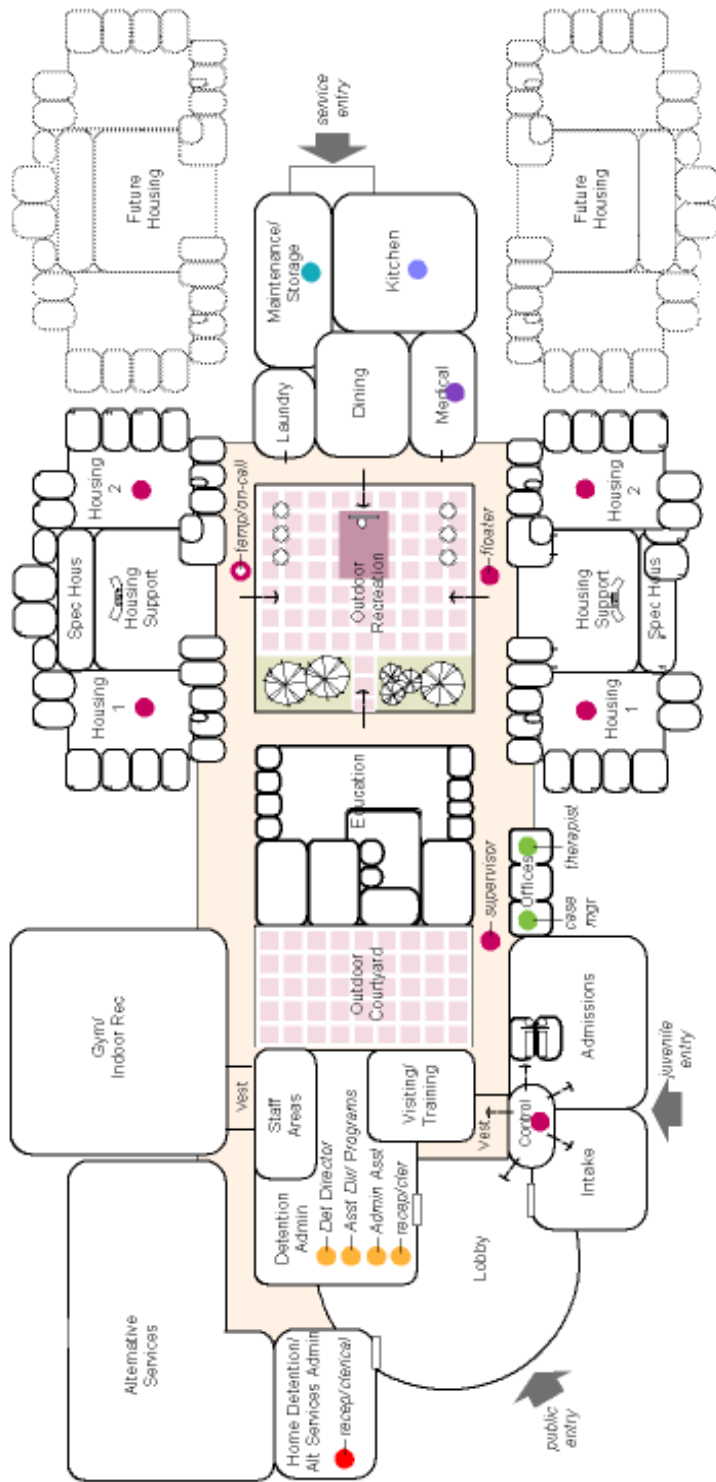 Alternative
Services
Gym/
Indoor Rec
Home Detention/
Alt Services Admin
recep/clerical
Detention
Admin
Det Director
Asst Dir/ Programs
Admin Asst
recep/cler
Staff
Areas
Vest
Visiting/
Training
Vest
Lobby
public
entry
Control
Intake
Admissions
juvenile
entry
Outdoor
Courtyard
supervisor
Education
Offices
case
mgr
therapist
Housing
1
Spec Hous
Housing
Support
Housing
2
temp/on-call
Outdoor
Recreation
floater
Housing
1
Housing
Support
Spec Hous
Housing
2
Laundry
Dining
Medical
Maintenance/
Storage
Kitchen
service
entry
Future
Housing
Future
Housing